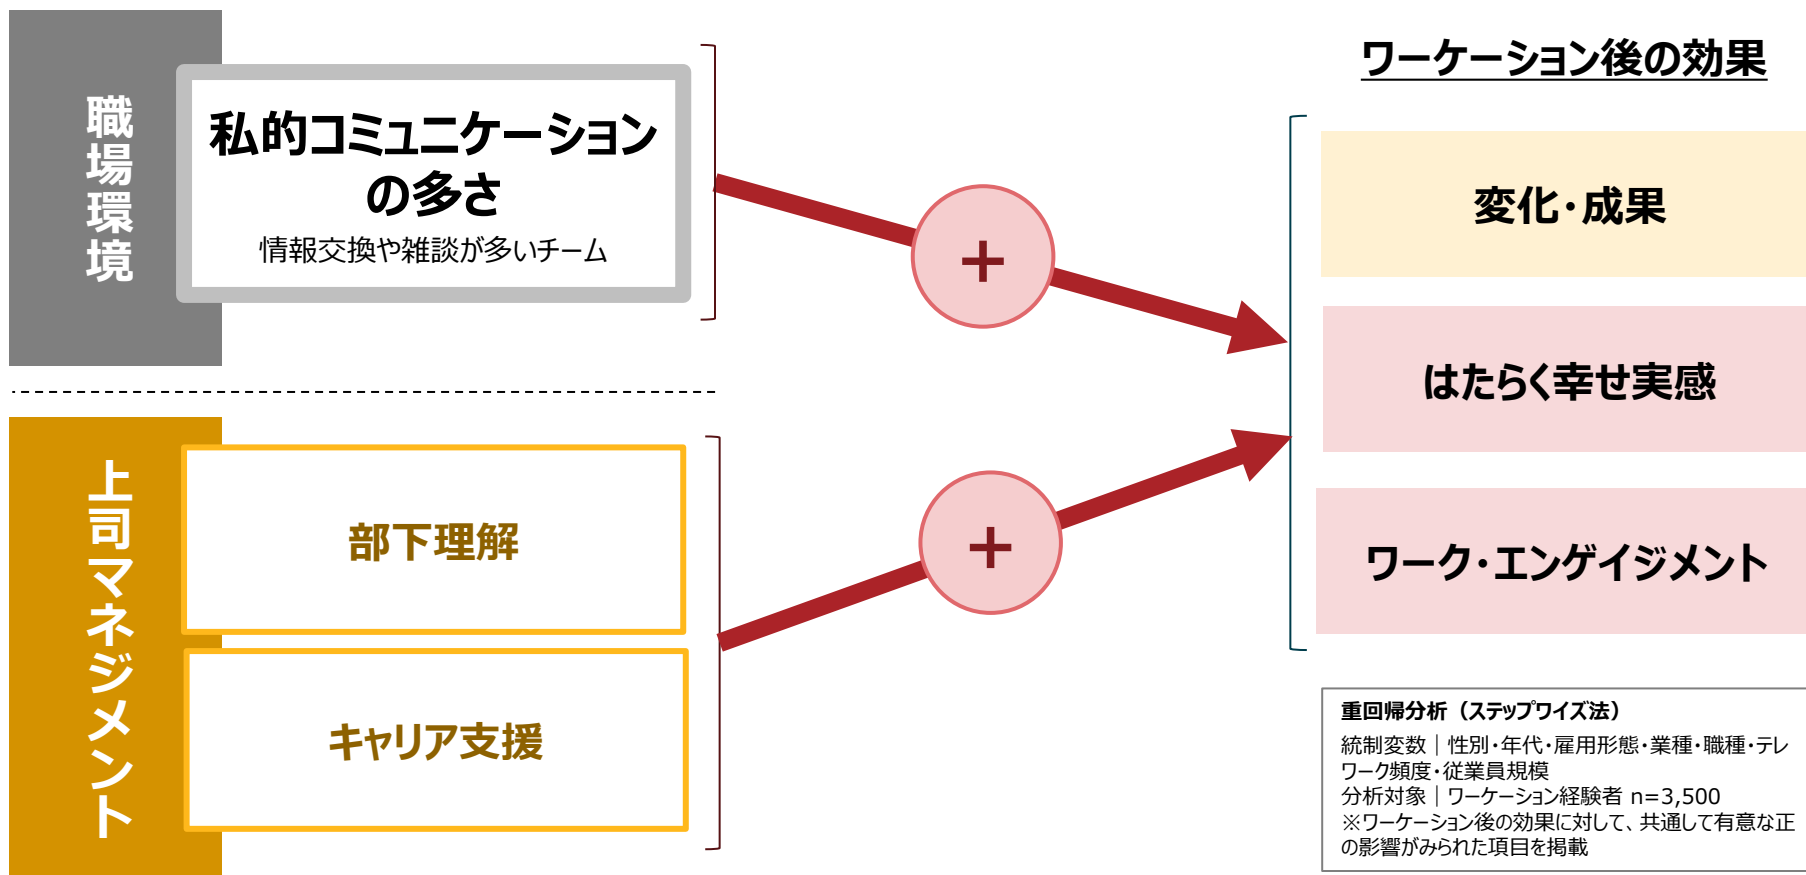 職場環境
私的コミュニケーション
の多さ
情報交換や雑談が多いチーム
+
上司マネジメント
部下理解
キャリア支援
+
ワーケーション後の効果
変化・成果
はたらく幸せ実感
ワーク・エンゲイジメント
重回帰分析（ステップワイズ法）
統制変数｜性別・年代・雇用形態・業種・職種・テレ
ワーク頻度・従業員規模
分析対象｜ワーケーション経験者 n=3,500
※ワーケーション後の効果に対して、共通して有意な正
の影響がみられた項目を掲載